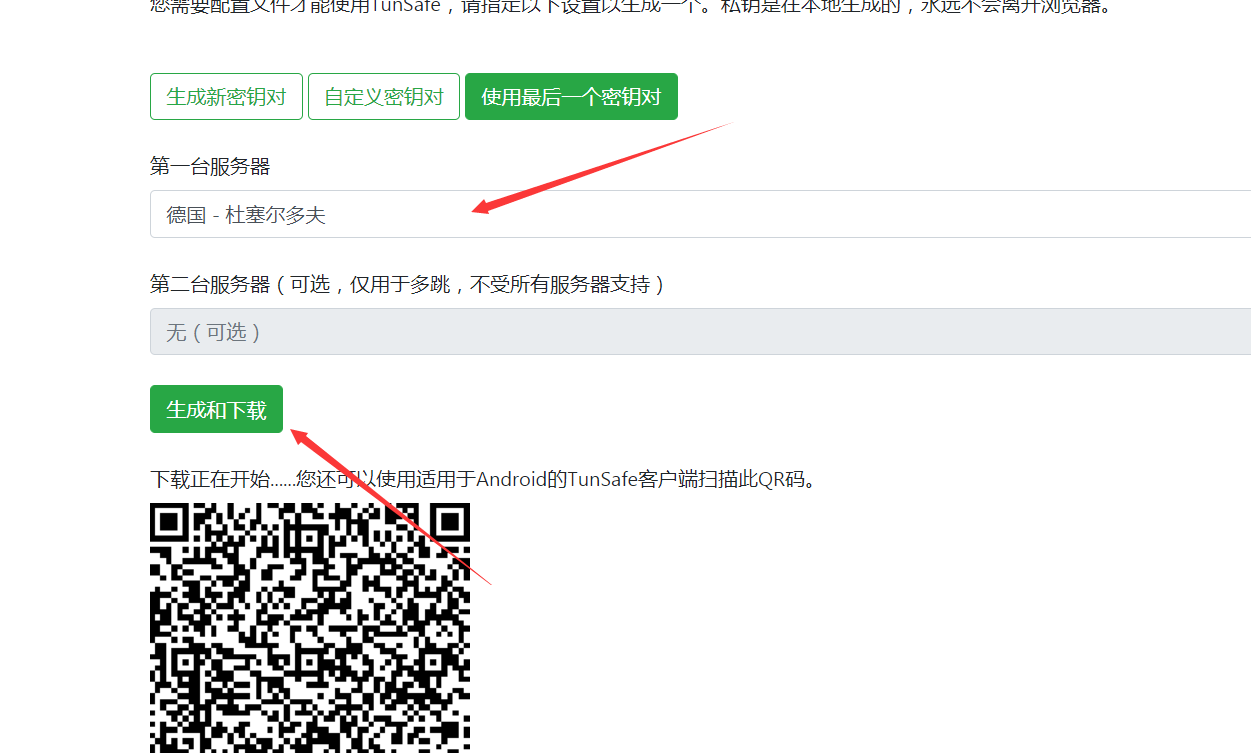 您需要配置文件才能使用TunSafe，请指定以下设置以生成一个。私钥是在本地生成的，永远不会离开浏览器。
生成新密钥对 自定义密钥对 使用最后一个密钥对
第一台服务器
德国 - 杜塞尔多夫
第二台服务器（可选，仅用于多跳，不受所有服务器支持）
无（可选）
生成和下载
下载正在开始......您还可以使用适用于Android的TunSafe客户端扫描此QR码。